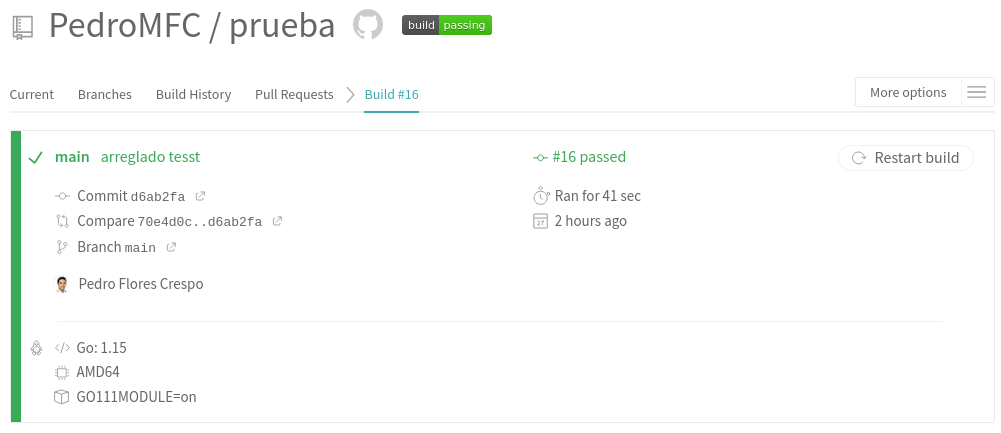 PedroMFC / prueba build passing
Current Branches Build History Pull Requests Build #16 More options
main arreglado tesst #16 passed Restart build
Commit d6ab2fa Ran for 41 sec
Compare 70e4d0c..d6ab2fa 2 hours ago
Branch main
Pedro Flores Crespo
Go: 1.15
AMD64
GO111MODULE=on